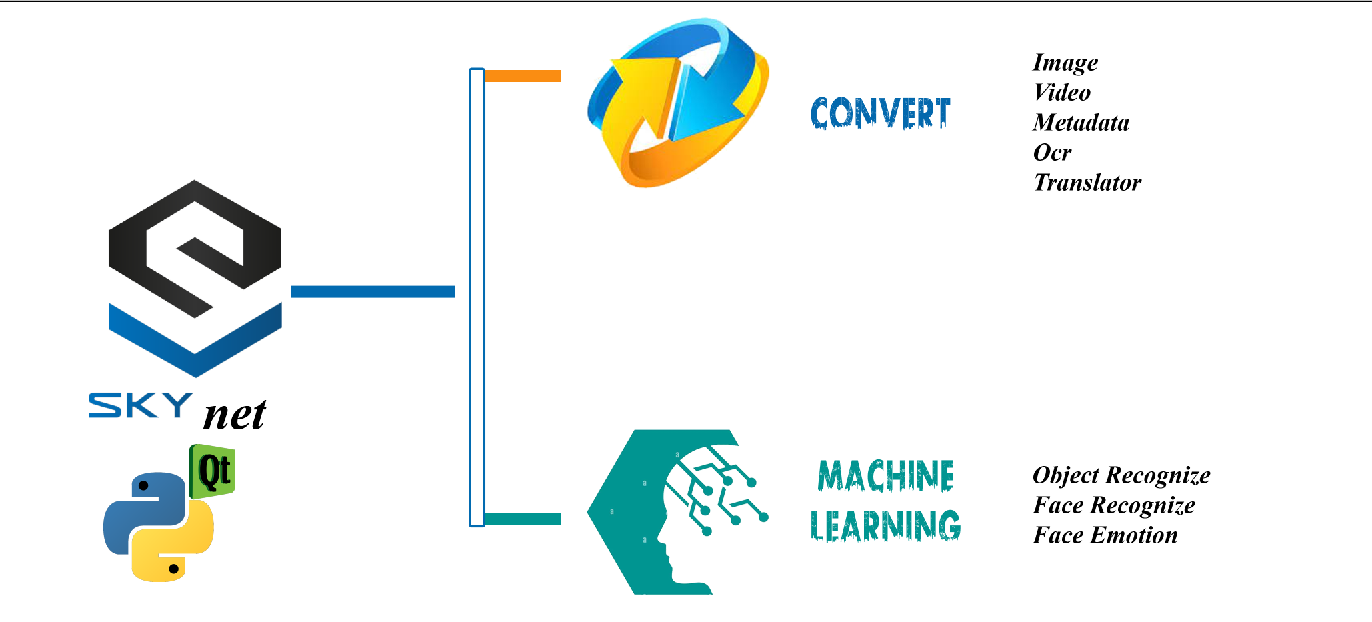 SKY net
Qt
CONVERT
Image
Video
Metadata
Ocr
Translator
MACHINE
LEARNING
Object Recognize
Face Recognize
Face Emotion